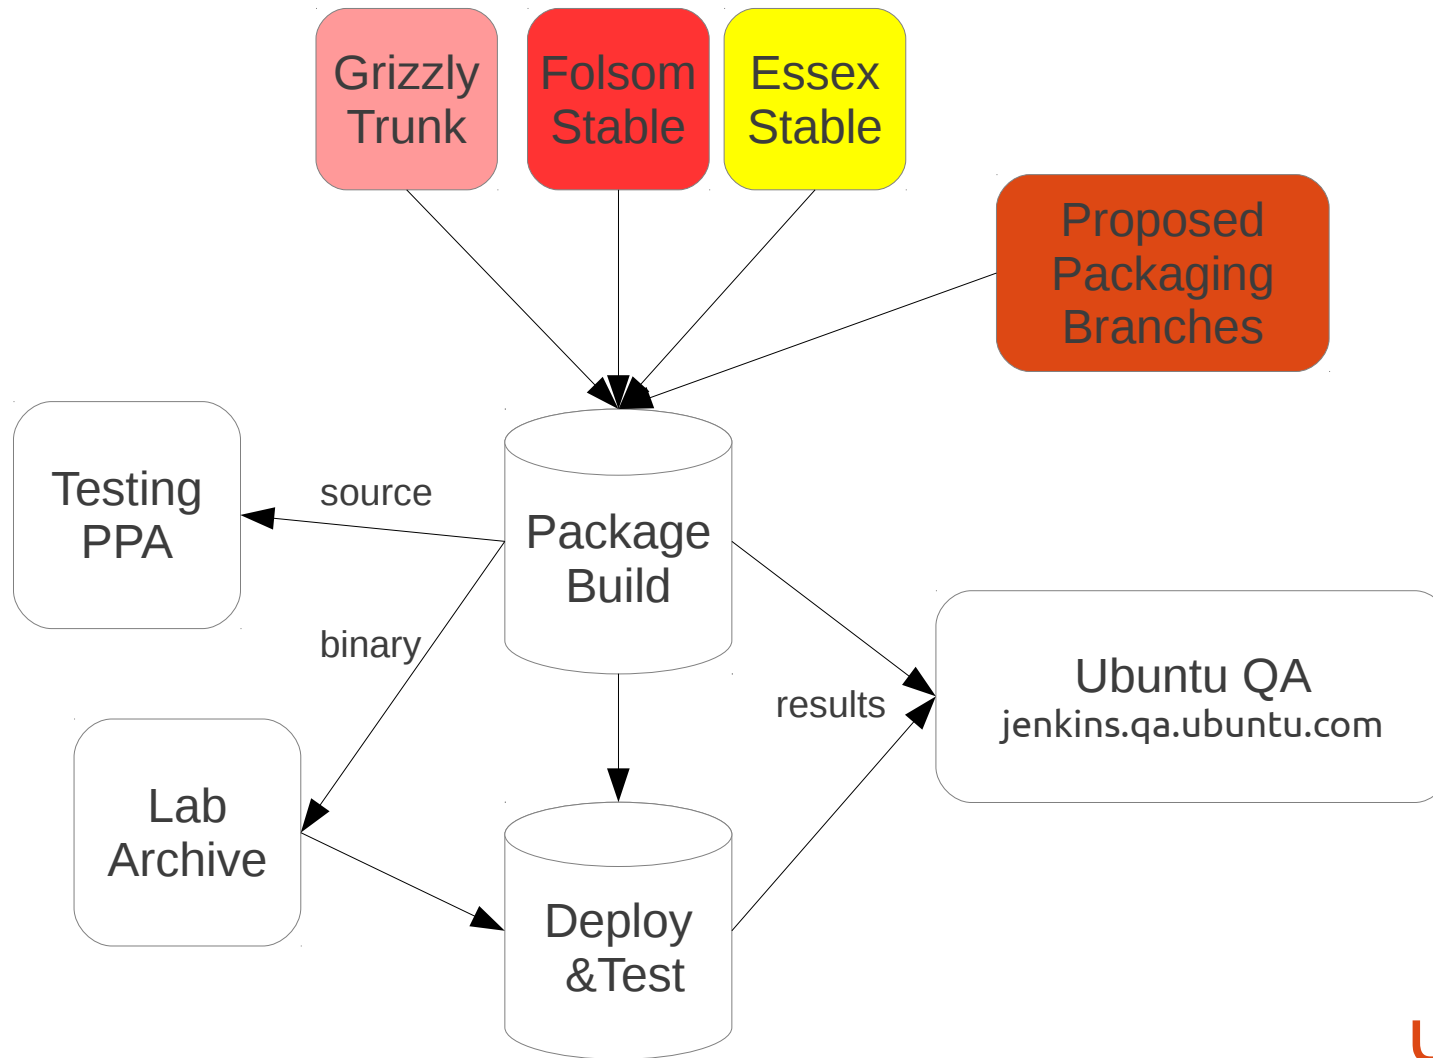 Grizzly
Trunk
Folsom
Stable
Essex
Stable
Proposed
Packaging
Branches
Testing
PPA
source
Package
Build
binary
results
Ubuntu QA
jenkins.qa.ubuntu.com
Lab
Archive
Deploy
&Test